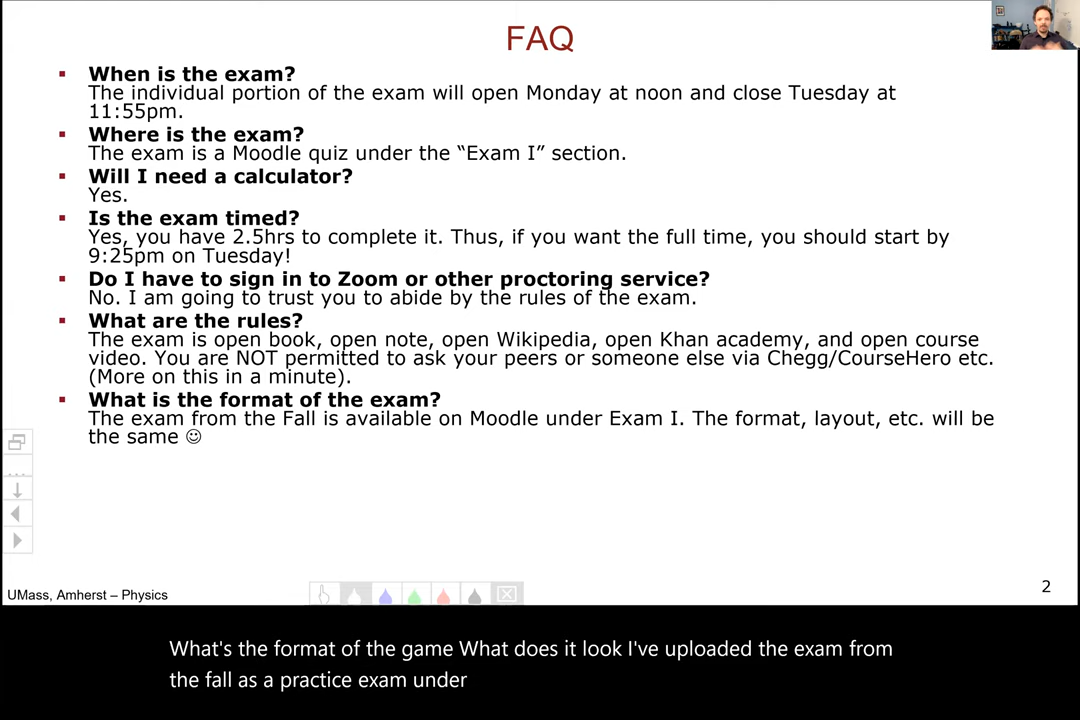 FAQ
When is the exam?
The individual portion of the exam will open Monday at noon and close Tuesday at
11:55pm.
Where is the exam?
The exam is a Moodle quiz under the “Exam I” section.
Will I need a calculator?
Yes.
Is the exam timed?
Yes, you have 2.5hrs to complete it. Thus, if you want the full time, you should start by
9:25pm on Tuesday!
Do I have to sign in to Zoom or other proctoring service?
No. I am going to trust you to abide by the rules of the exam.
What are the rules?
The exam is open book, open note, open Wikipedia, open Khan academy, and open course
video. You are NOT permitted to ask your peers or someone else via Chegg/CourseHero etc.
(More on this in a minute).
What is the format of the exam?
The exam from the Fall is available on Moodle under Exam I. The format, layout, etc. will be
the same ☺
UMass, Amherst – Physics
2
What's the format of the game What does it look I've uploaded the exam from
the fall as a practice exam under